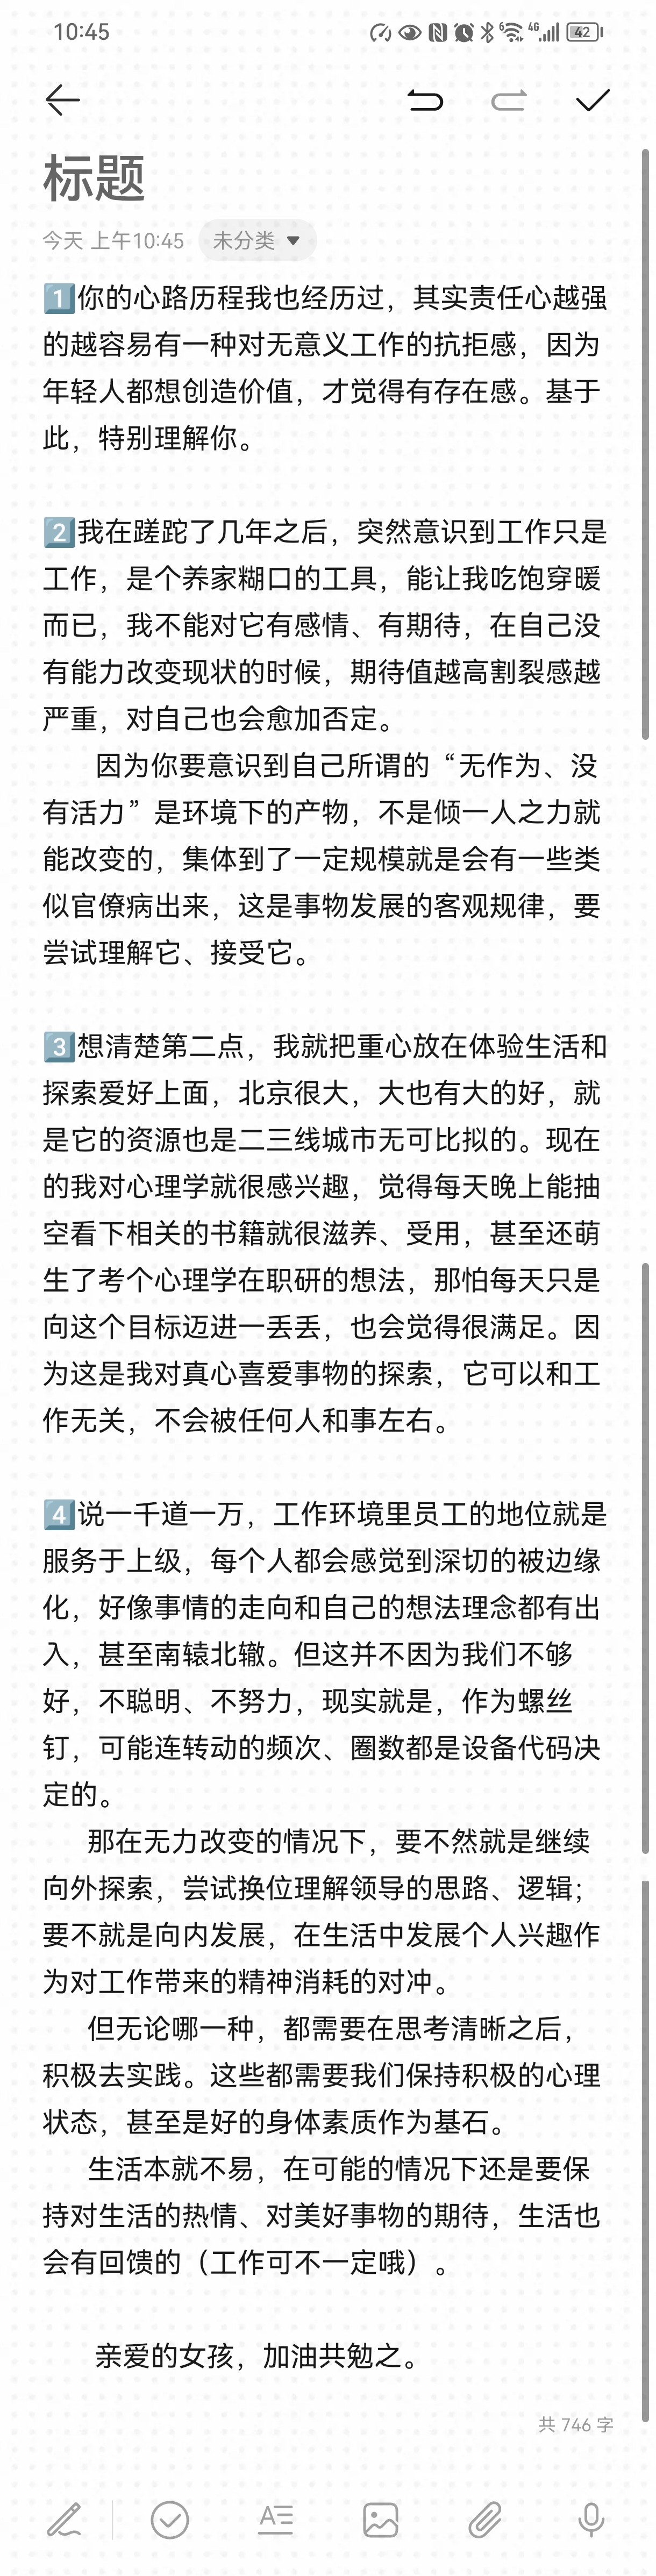 10:45
6 4G 42
标题
今天 上午10:45 未分类
1️⃣你的心路历程我也经历过，其实责任心越强
的越容易有一种对无意义工作的抗拒感，因为
年轻人都想创造价值，才觉得有存在感。基于
此，特别理解你。
2️⃣我在蹉跎了几年之后，突然意识到工作只是
工作，是个养家糊口的工具，能让我吃饱穿暖
而已，我不能对它有感情、有期待，在自己没
有能力改变现状的时候，期待值越高割裂感越
严重，对自己也会愈加否定。
因为你要意识到自己所谓的“无作为、没
有活力”是环境下的产物，不是倾一人之力就
能改变的，集体到了一定规模就是会有一些类
似官僚病出来，这是事物发展的客观规律，要
尝试理解它、接受它。
3️⃣想清楚第二点，我就把重心放在体验生活和
探索爱好上面，北京很大，大也有大的好，就
是它的资源也是二三线城市无可比拟的。现在
的我对心理学就很感兴趣，觉得每天晚上能抽
空看下相关的书籍就很滋养、受用，甚至还萌
生了考个心理学在职研的想法，那怕每天只是
向这个目标迈进一丢丢，也会觉得很满足。因
为这是我对真心喜爱事物的探索，它可以和工
作无关，不会被任何人和事左右。
4️⃣说一千道一万，工作环境里员工的地位就是
服务于上级，每个人都会感觉到深切的被边缘
化，好像事情的走向和自己的想法理念都有出
入，甚至南辕北辙。但这并不因为我们不够
好，不聪明、不努力，现实就是，作为螺丝
钉，可能连转动的频次、圈数都是设备代码决
定的。
那在无力改变的情况下，要不然就是继续
向外探索，尝试换位理解领导的思路、逻辑；
要不就是向内发展，在生活中发展个人兴趣作
为对工作带来的精神消耗的对冲。
但无论哪一种，都需要在思考清晰之后，
积极去实践。这些都需要我们保持积极的心理
状态，甚至是好的身体素质作为基石。
生活本就不易，在可能的情况下还是要保
持对生活的热情、对美好事物的期待，生活也
会有回馈的（工作可不一定哦）。
亲爱的女孩，加油共勉之。
共 746 字